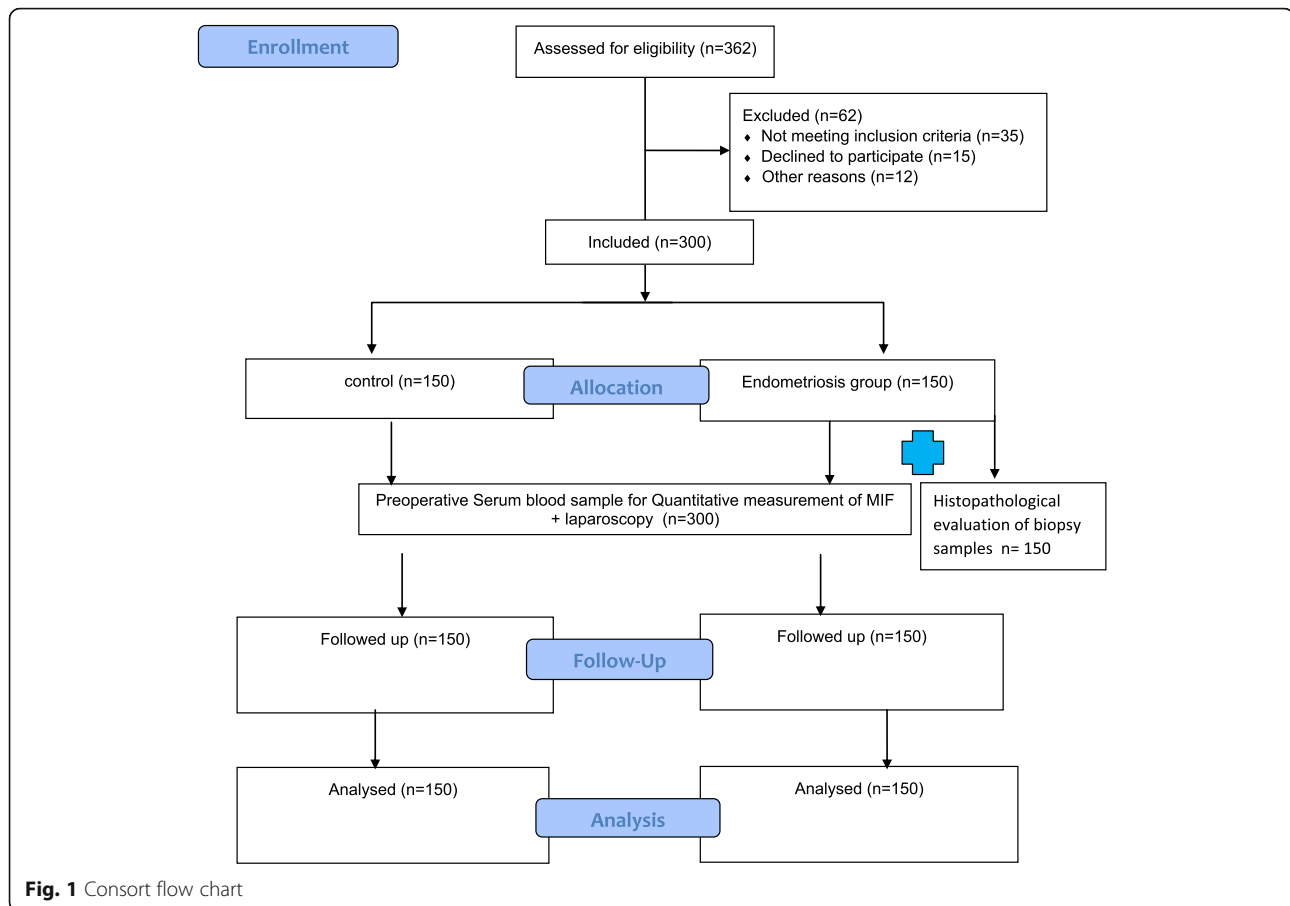 Enrollment
Assessed for eligibility (n=362)
Excluded (n=62)
♦ Not meeting inclusion criteria (n=35)
♦ Declined to participate (n=15)
♦ Other reasons (n=12)
Included (n=300)
control (n=150)
Allocation
Endometriosis group (n=150)
Preoperative Serum blood sample for Quantitative measurement of MIF
+ laparoscopy (n=300)
Histopathological
evaluation of biopsy
samples n= 150
Followed up (n=150)
Follow-Up
Followed up (n=150)
Analysed (n=150)
Analysis
Analysed (n=150)
Fig. 1 Consort flow chart